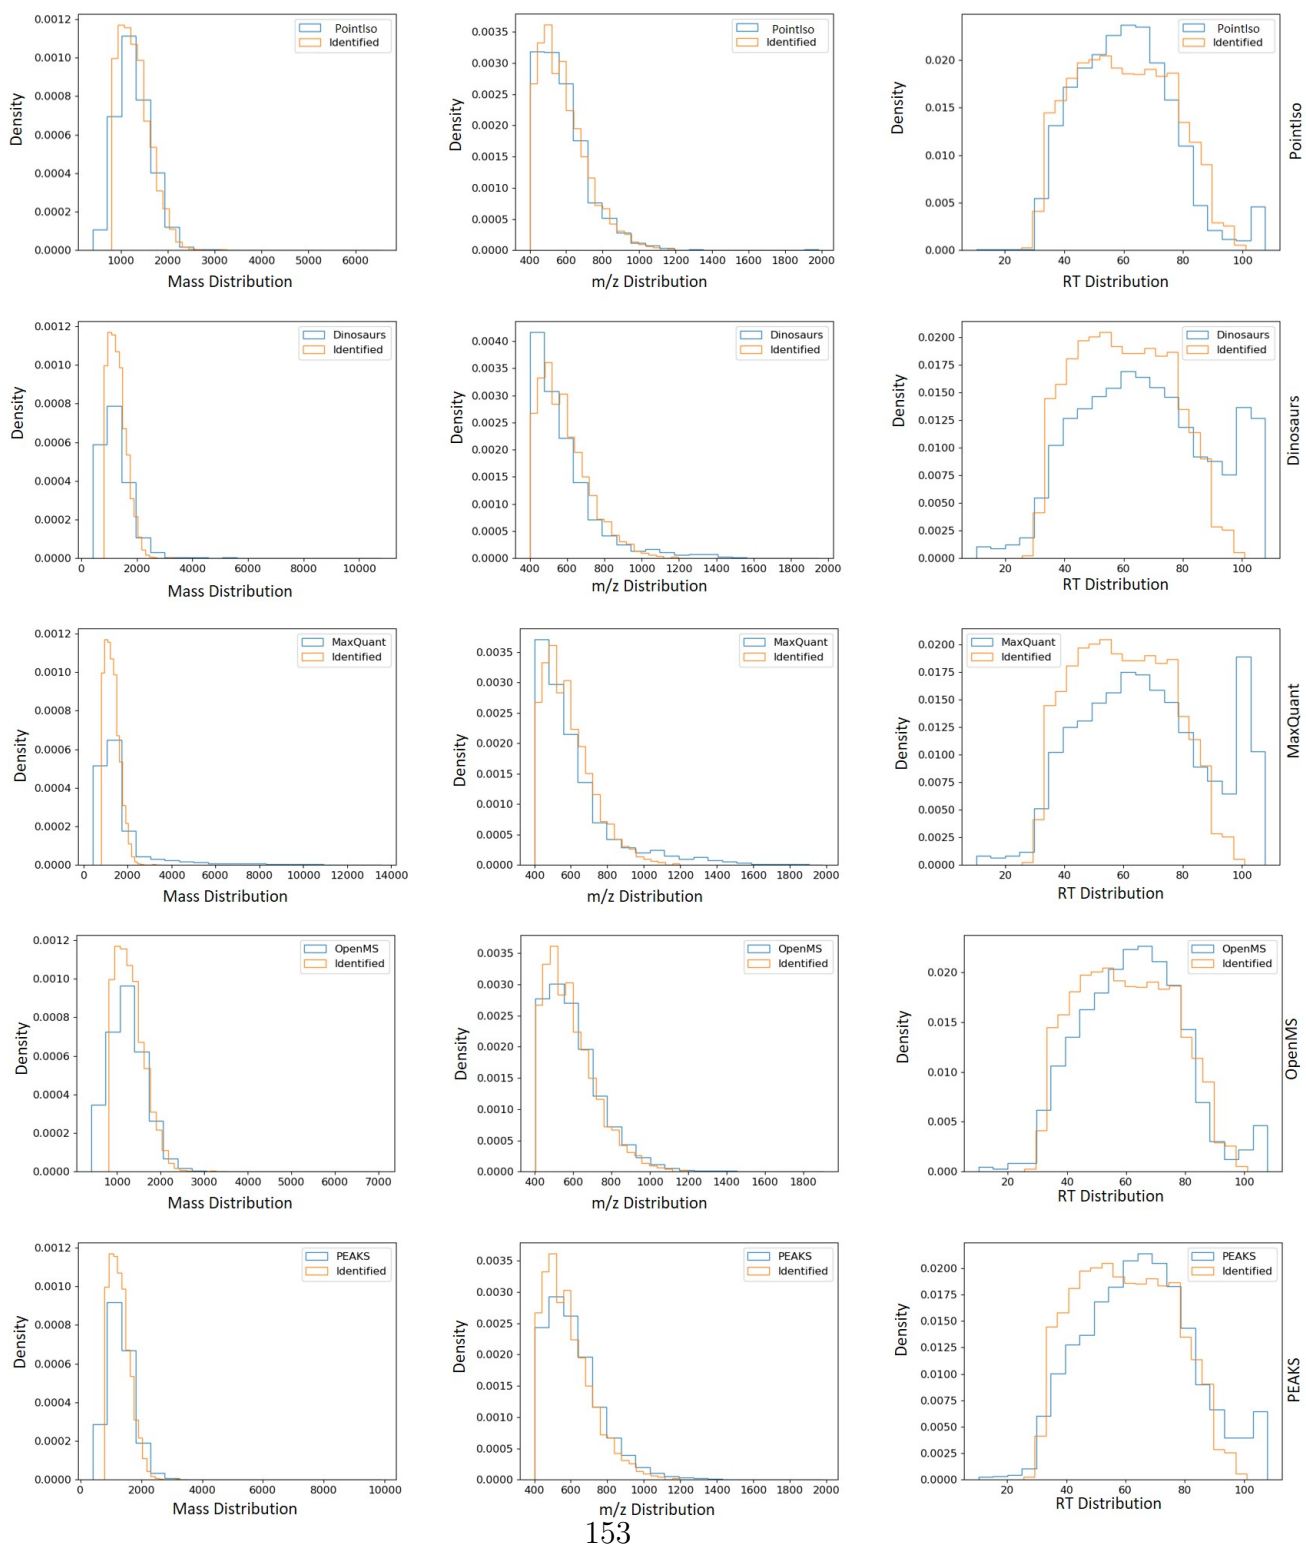 PointIso
Identified
0.0012
0.0010
0.0008
0.0006
0.0004
0.0002
0.0000
Density
1000 2000 3000 4000 5000 6000
Mass Distribution
PointIso
Identified
0.0035
0.0030
0.0025
0.0020
0.0015
0.0010
0.0005
0.0000
Density
400 600 800 1000 1200 1400 1600 1800 2000
m/z Distribution
PointIso
Identified
0.020
0.015
0.010
0.005
0.000
Density
20 40 60 80 100
RT Distribution
PointIso
Dinosaurs
Identified
0.0012
0.0010
0.0008
0.0006
0.0004
0.0002
0.0000
Density
0 2000 4000 6000 8000 10000
Mass Distribution
Dinosaurs
Identified
0.0040
0.0035
0.0030
0.0025
0.0020
0.0015
0.0010
0.0005
0.0000
Density
400 600 800 1000 1200 1400 1600 1800 2000
m/z Distribution
Dinosaurs
Identified
0.0200
0.0175
0.0150
0.0125
0.0100
0.0075
0.0050
0.0025
0.0000
Density
20 40 60 80 100
RT Distribution
Dinosaurs
MaxQuant
Identified
0.0012
0.0010
0.0008
0.0006
0.0004
0.0002
0.0000
Density
0 2000 4000 6000 8000 10000 12000 14000
Mass Distribution
MaxQuant
Identified
0.0035
0.0030
0.0025
0.0020
0.0015
0.0010
0.0005
0.0000
Density
400 600 800 1000 1200 1400 1600 1800 2000
m/z Distribution
MaxQuant
Identified
0.0200
0.0175
0.0150
0.0125
0.0100
0.0075
0.0050
0.0025
0.0000
Density
20 40 60 80 100
RT Distribution
MaxQuant
OpenMS
Identified
0.0012
0.0010
0.0008
0.0006
0.0004
0.0002
0.0000
Density
1000 2000 3000 4000 5000 6000 7000
Mass Distribution
OpenMS
Identified
0.0035
0.0030
0.0025
0.0020
0.0015
0.0010
0.0005
0.0000
Density
400 600 800 1000 1200 1400 1600 1800
m/z Distribution
OpenMS
Identified
0.020
0.015
0.010
0.005
0.000
Density
20 40 60 80 100
RT Distribution
OpenMS
PEAKS
Identified
0.0012
0.0010
0.0008
0.0006
0.0004
0.0002
0.0000
Density
0 2000 4000 6000 8000 10000
Mass Distribution
PEAKS
Identified
0.0035
0.0030
0.0025
0.0020
0.0015
0.0010
0.0005
0.0000
Density
400 600 800 1000 1200 1400 1600 1800 2000
m/z Distribution
PEAKS
Identified
0.0200
0.0175
0.0150
0.0125
0.0100
0.0075
0.0050
0.0025
0.0000
Density
20 40 60 80 100
RT Distribution
PEAKS
153